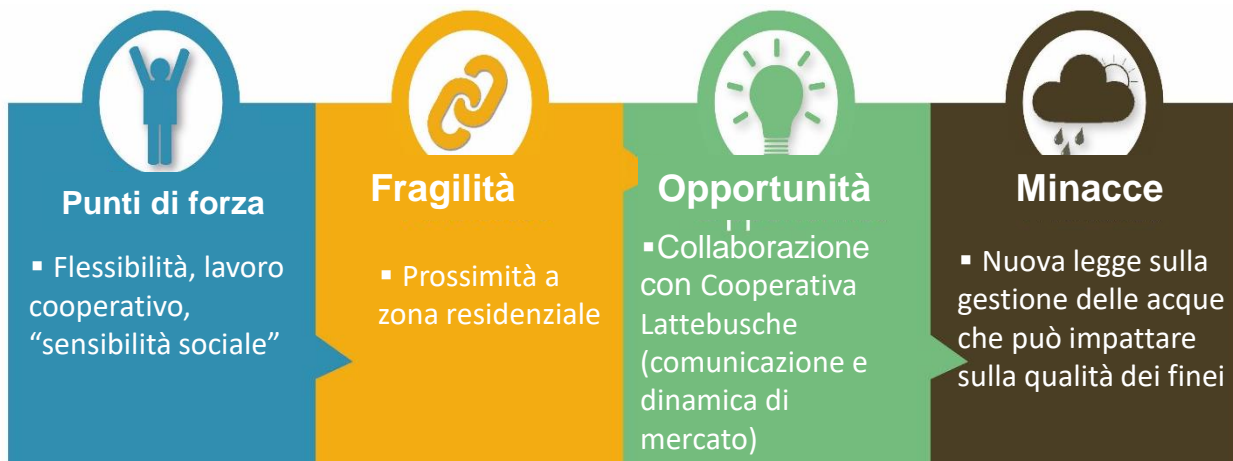 Punti di forza
▪ Flessibilità, lavoro
cooperativo,
“sensibilità sociale”
Fragilità
▪ Prossimità a
zona residenziale
Opportunità
▪Collaborazione
con Cooperativa
Lattebusche
(comunicazione e
dinamica di
mercato)
Minacce
▪ Nuova legge sulla
gestione delle acque
che può impattare
sulla qualità dei finei